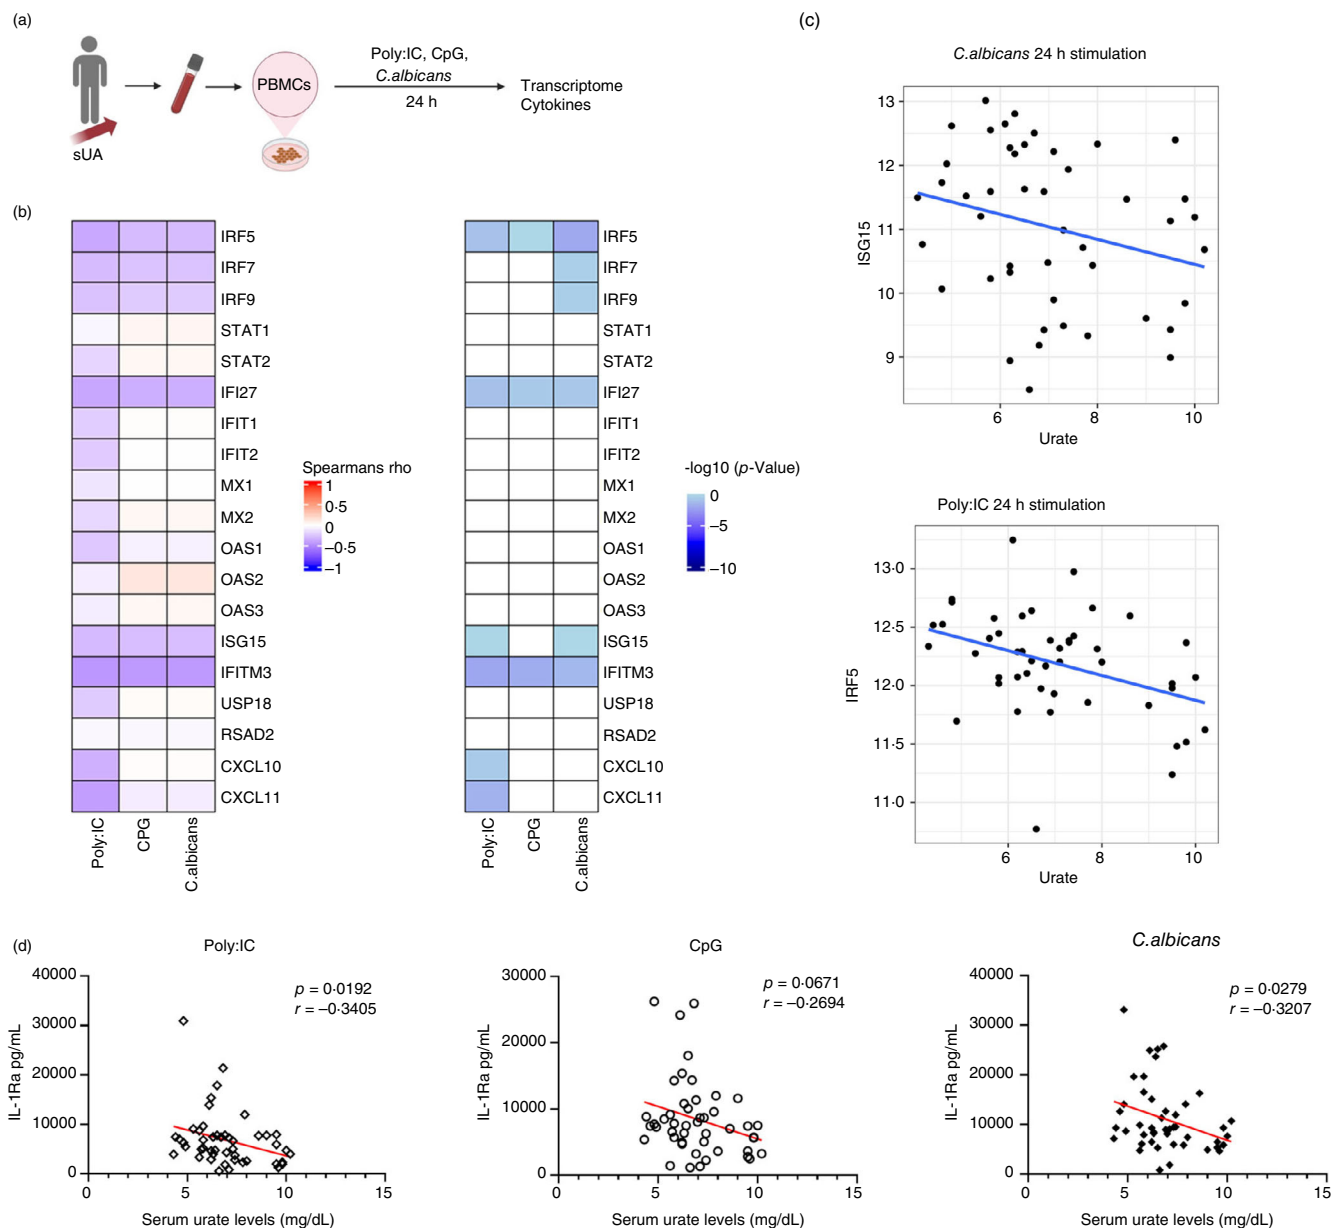 (a)
sUA
PBMCs
Poly:IC, CpG,
C.albicans
24 h
Transcriptome
Cytokines
(b)
IRF5
IRF7
IRF9
STAT1
STAT2
IFI27
IFIT1
IFIT2
MX1
MX2
OAS1
OAS2
OAS3
ISG15
IFITM3
USP18
RSAD2
CXCL10
CXCL11
Poly:IC
CPG
C.albicans
Spearmans rho
1
0·5
0
−0·5
−1
IRF5
IRF7
IRF9
STAT1
STAT2
IFI27
IFIT1
IFIT2
MX1
MX2
OAS1
OAS2
OAS3
ISG15
IFITM3
USP18
RSAD2
CXCL10
CXCL11
Poly:IC
CPG
C.albicans
-log10 (p-Value)
0
−5
−10
(c)
C.albicans 24 h stimulation
13
12
11
10
9
ISG15
6 8 10
Urate
Poly:IC 24 h stimulation
13·0
12·5
12·0
11·5
11·0
IRF5
6 8 10
Urate
(d)
Poly:IC
p = 0·0192
r = −0·3405
40000
30000
20000
10000
0
IL-1Ra pg/mL
0 5 10 15
Serum urate levels (mg/dL)
CpG
p = 0·0671
r = −0·2694
30000
20000
10000
0
IL-1Ra pg/mL
0 5 10 15
Serum urate levels (mg/dL)
C.albicans
p = 0·0279
r = −0·3207
40000
30000
20000
10000
0
IL-1Ra pg/mL
0 5 10 15
Serum urate levels (mg/dL)